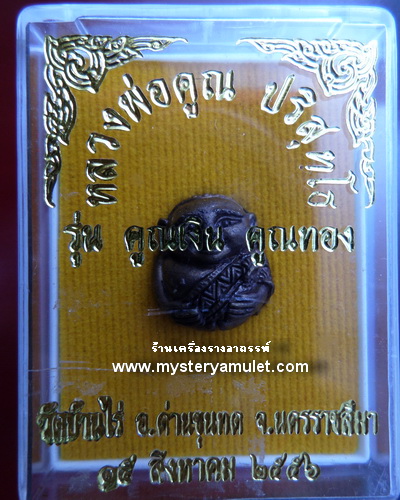 หลวงพ่อคูณ ปริสุทโธ
รุ่น คูณเงิน คูณทอง
ร้านเครื่องรางอาถรรพ์
www.mysteryamulet.com
วัดบ้านไร่ อ.ด่านขุนทด จ.นครราชสีมา
๑๕ สิงหาคม ๒๕๕๖